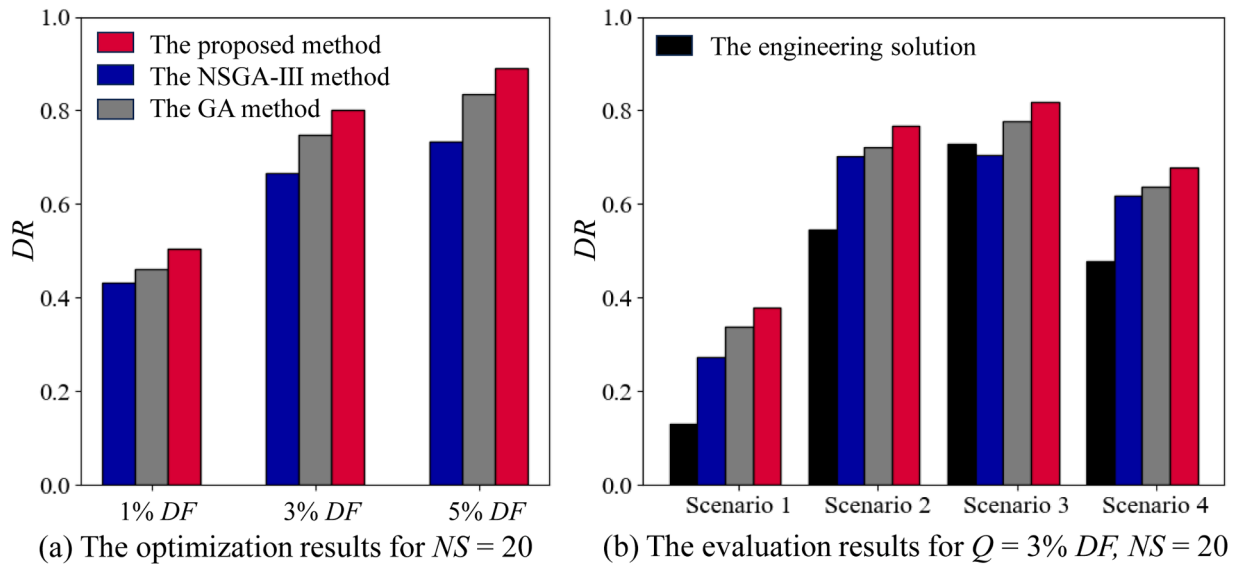 1.0
0.8
0.6
0.4
0.2
0.0
DR
The proposed method
The NSGA-III method
The GA method
1% DF
3% DF
5% DF
(a) The optimization results for NS = 20
1.0
0.8
0.6
0.4
0.2
0.0
DR
The engineering solution
Scenario 1
Scenario 2
Scenario 3
Scenario 4
(b) The evaluation results for Q = 3% DF, NS = 20